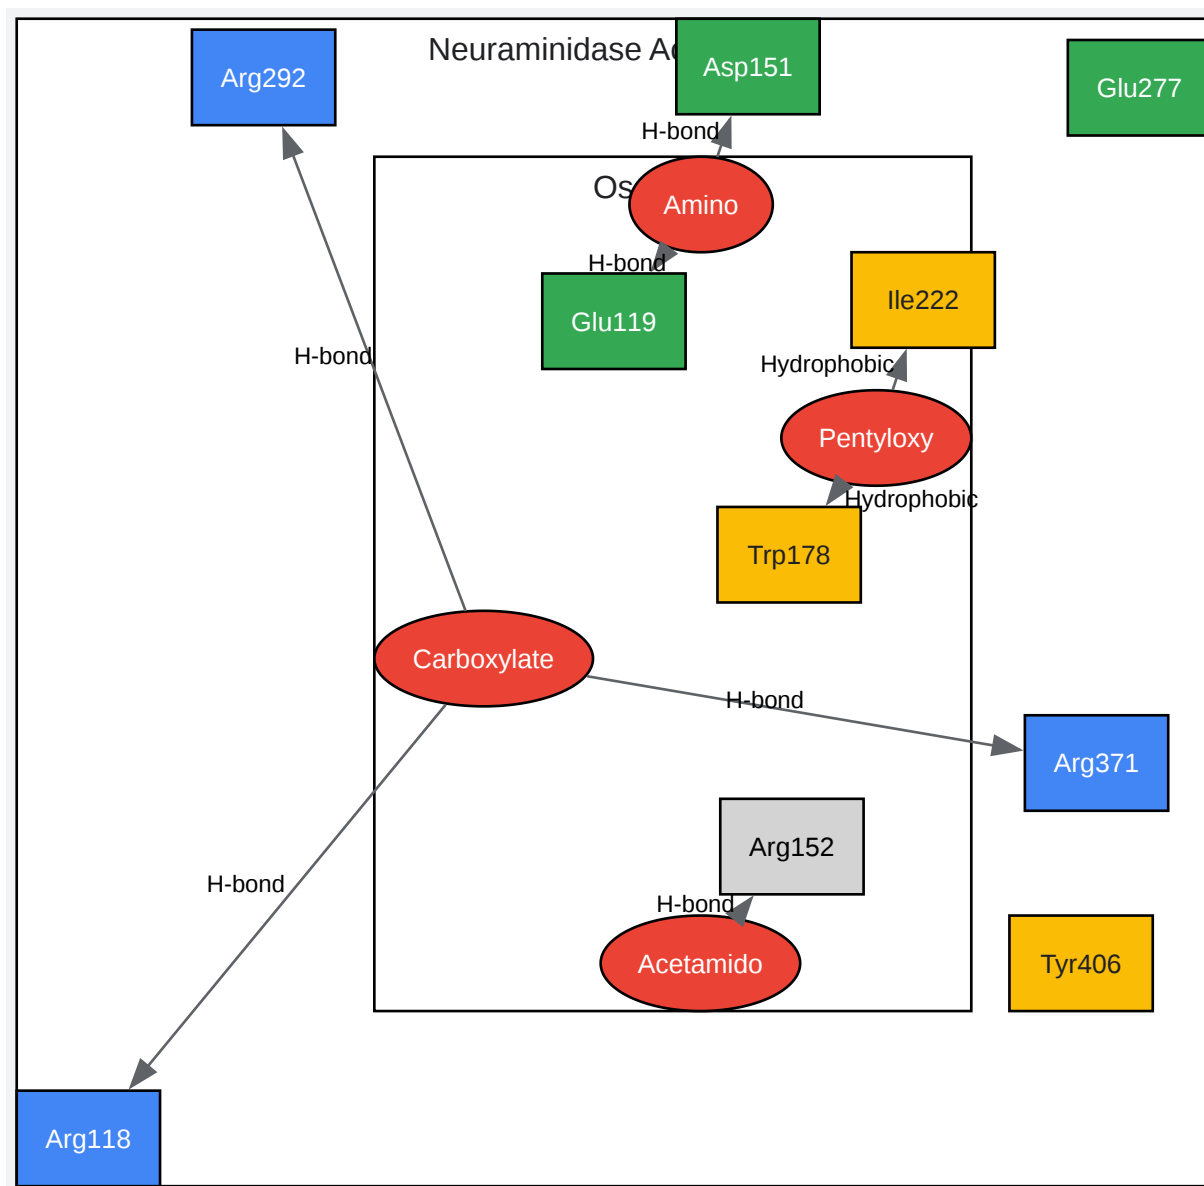 Neuraminidase Ac
Arg292
Asp151
Glu277
H-bond
Os
Amino
H-bond
Glu119
Ile222
H-bond
Hydrophobic
Pentyloxy
Hydrophobic
Trp178
Carboxylate
H-bond
Arg371
Arg152
H-bond
H-bond
Acetamido
Tyr406
Arg118